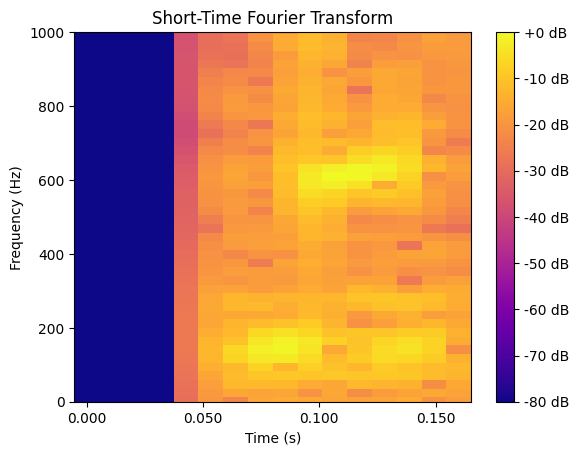 Short-Time Fourier Transform
Frequency (Hz)
1000
800
600
400
200
0
0.000
0.050
0.100
0.150
Time (s)
+0 dB
-10 dB
-20 dB
-30 dB
-40 dB
-50 dB
-60 dB
-70 dB
-80 dB